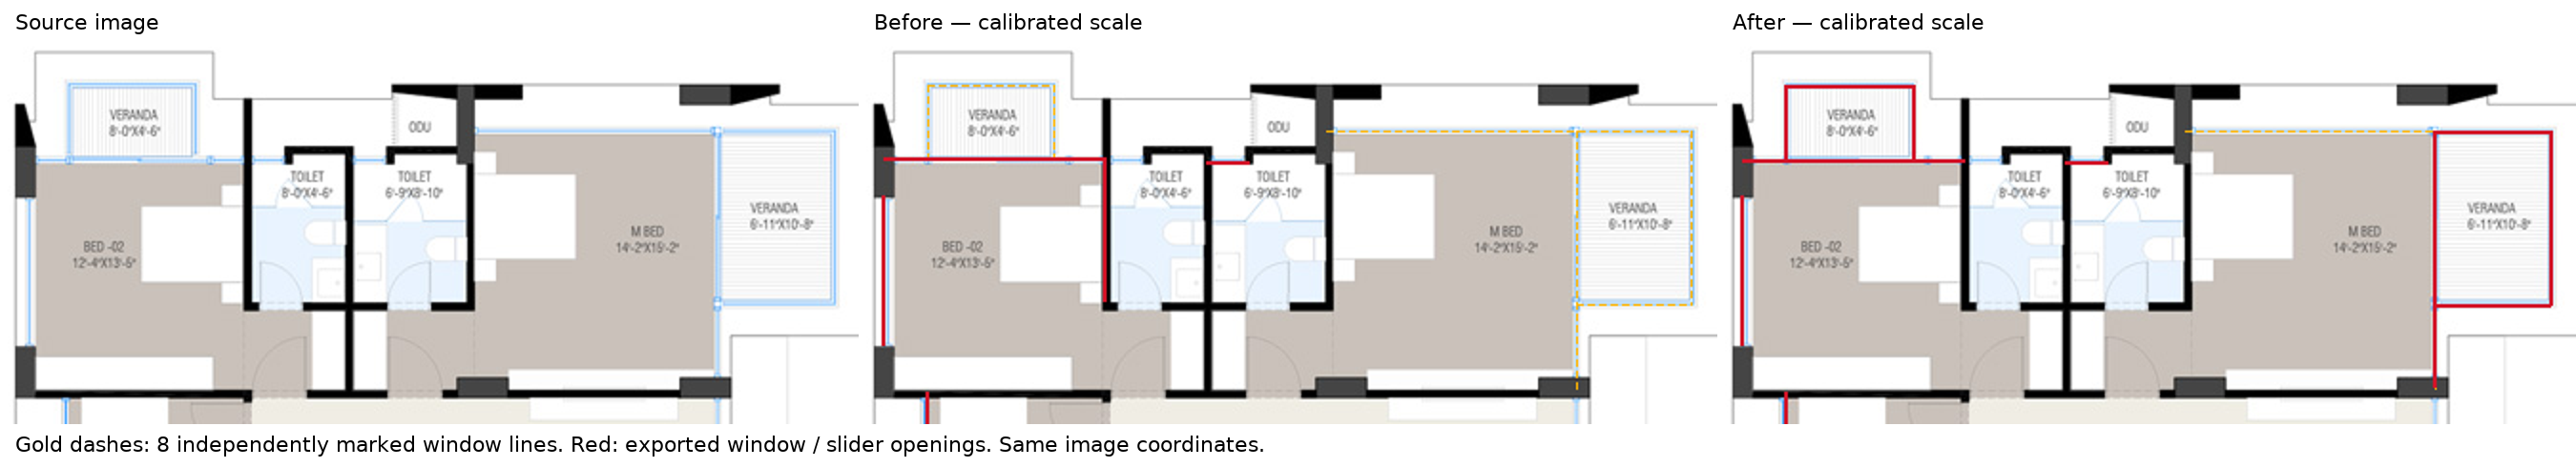 Source image
Before — calibrated scale
After — calibrated scale
VERANDA
8'-0"X4'-6"
ODU
TOILET
8'-0"X4'-6"
TOILET
6'-9"X8'-10"
BED -02
12'-4"X13'-5"
M BED
14'-2"X15'-2"
VERANDA
6'-11"X10'-8"
VERANDA
8'-0"X4'-6"
ODU
TOILET
8'-0"X4'-6"
TOILET
6'-9"X8'-10"
BED -02
12'-4"X13'-5"
M BED
14'-2"X15'-2"
VERANDA
6'-11"X10'-8"
VERANDA
8'-0"X4'-6"
ODU
TOILET
8'-0"X4'-6"
TOILET
6'-9"X8'-10"
BED -02
12'-4"X13'-5"
M BED
14'-2"X15'-2"
VERANDA
6'-11"X10'-8"
Gold dashes: 8 independently marked window lines. Red: exported window / slider openings. Same image coordinates.